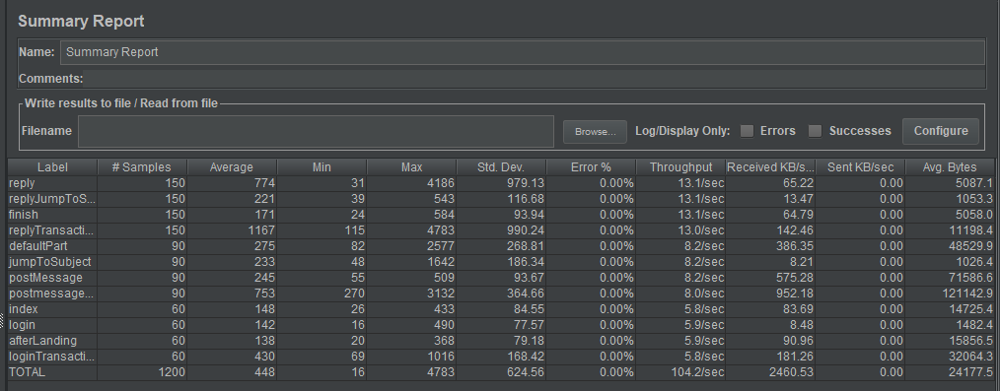 Summary Report
Name: Summary Report
Comments:
Write results to file / Read from file
Filename Browse... Log/Display Only: Errors Successes Configure
Label # Samples Average Min Max Std. Dev. Error % Throughput Received KB/s... Sent KB/sec Avg. Bytes
reply 150 774 31 4186 979.13 0.00% 13.1/sec 65.22 0.00 5087.1
replyJumpToS... 150 221 39 543 116.68 0.00% 13.1/sec 13.47 0.00 1053.3
finish 150 171 24 584 93.94 0.00% 13.1/sec 64.79 0.00 5058.0
replyTransacti... 150 1167 115 4783 990.24 0.00% 13.0/sec 142.46 0.00 11198.4
defaultPart 90 275 82 2577 268.81 0.00% 8.2/sec 386.35 0.00 48529.9
jumpToSubject 90 233 48 1642 186.34 0.00% 8.2/sec 8.21 0.00 1026.4
postMessage 90 245 55 509 93.67 0.00% 8.2/sec 575.28 0.00 71586.6
postmessage... 90 753 270 3132 364.66 0.00% 8.0/sec 952.18 0.00 121142.9
index 60 148 26 433 84.55 0.00% 5.8/sec 83.69 0.00 14725.4
login 60 142 16 490 77.57 0.00% 5.9/sec 8.48 0.00 1482.4
afterLanding 60 138 20 368 79.18 0.00% 5.9/sec 90.96 0.00 15856.5
loginTransacti... 60 430 69 1016 168.42 0.00% 5.8/sec 181.26 0.00 32064.3
TOTAL 1200 448 16 4783 624.56 0.00% 104.2/sec 2460.53 0.00 24177.5